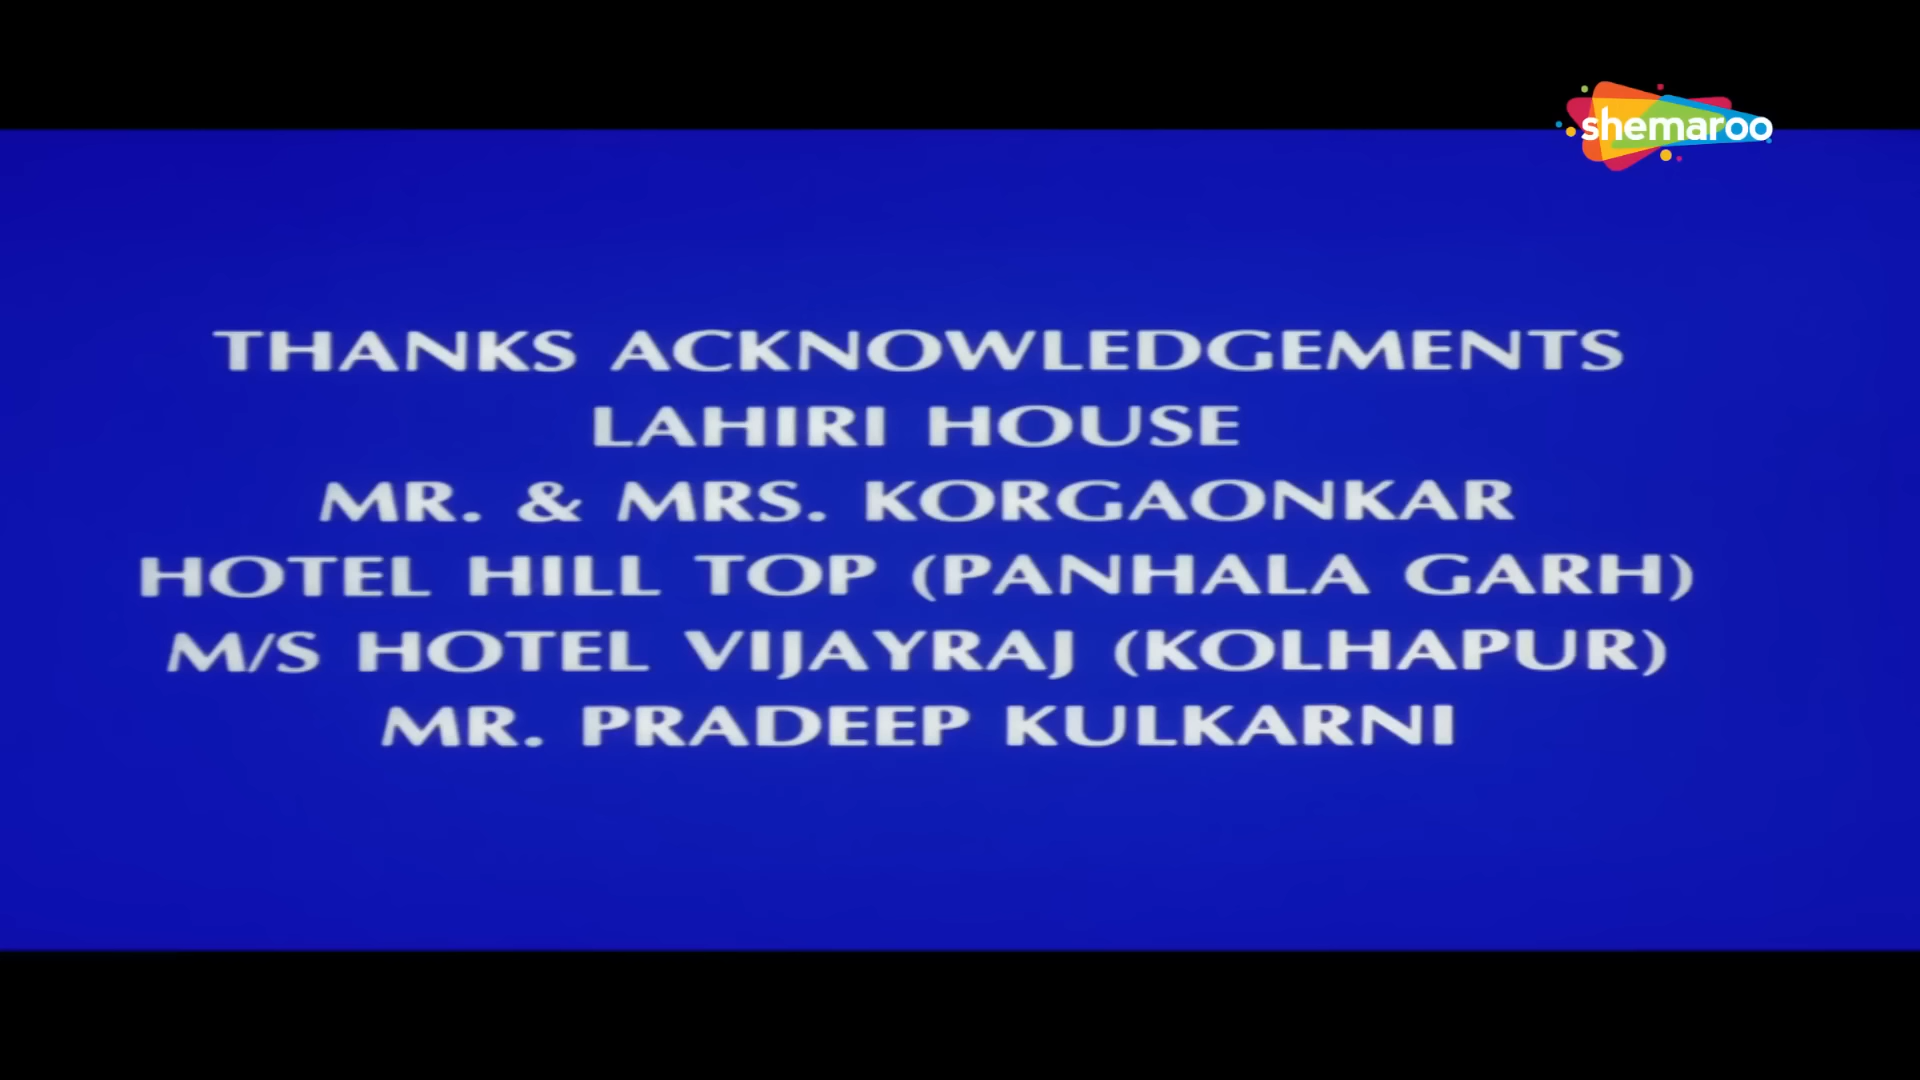 shemaroo
THANKS ACKNOWLEDGEMENTS
LAHIRI HOUSE
MR. & MRS. KORGAONKAR
HOTEL HILL TOP (PANHALA GARH)
M/S HOTEL VIJAYRAJ (KOLHAPUR)
MR. PRADEEP KULKARNI